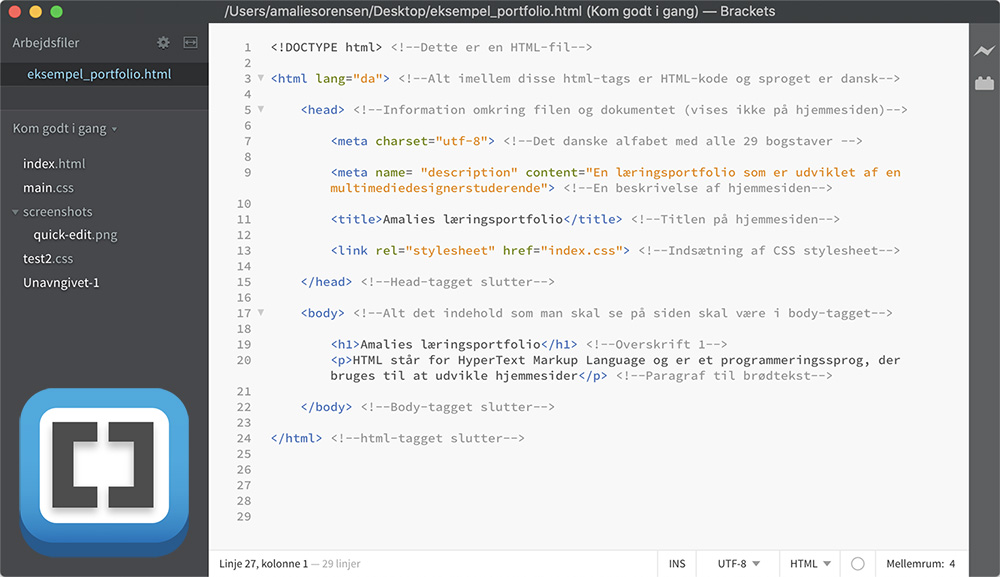 /Users/amaliesorensen/Desktop/eksempel_portfolio.html (Kom godt i gang) — Brackets
Arbejdsfiler
eksempel_portfolio.html
Kom godt i gang
index.html
main.css
screenshots
quick-edit.png
test2.css
Unavngivet-1
1 <!DOCTYPE html> <!--Dette er en HTML-fil-->
2
3 <html lang="da"> <!--Alt imellem disse html-tags er HTML-kode og sproget er dansk-->
4
5 <head> <!--Information omkring filen og dokumentet (vises ikke på hjemmesiden)-->
6
7 <meta charset="utf-8"> <!--Det danske alfabet med alle 29 bogstaver -->
8
9 <meta name= "description" content="En læringsportfolio som er udviklet af en
multimediedesignerstuderende"> <!--En beskrivelse af hjemmesiden-->
10
11 <title>Amalies læringsportfolio</title> <!--Titlen på hjemmesiden-->
12
13 <link rel="stylesheet" href="index.css"> <!--Indsætning af CSS stylesheet-->
14
15 </head> <!--Head-tagget slutter-->
16
17 <body> <!--Alt det indehold som man skal se på siden skal være i body-tagget-->
18
19 <h1>Amalies læringsportfolio</h1> <!--Overskrift 1-->
20 <p>HTML står for HyperText Markup Language og er et programmeringssprog, der
bruges til at udvikle hjemmesider</p> <!--Paragraf til brødtekst-->
21
22 </body> <!--Body-tagget slutter-->
23
24 </html> <!--html-tagget slutter-->
25
26
27
28
29
Linje 27, kolonne 1 — 29 linjer
INS
UTF-8
HTML
Mellemrum: 4